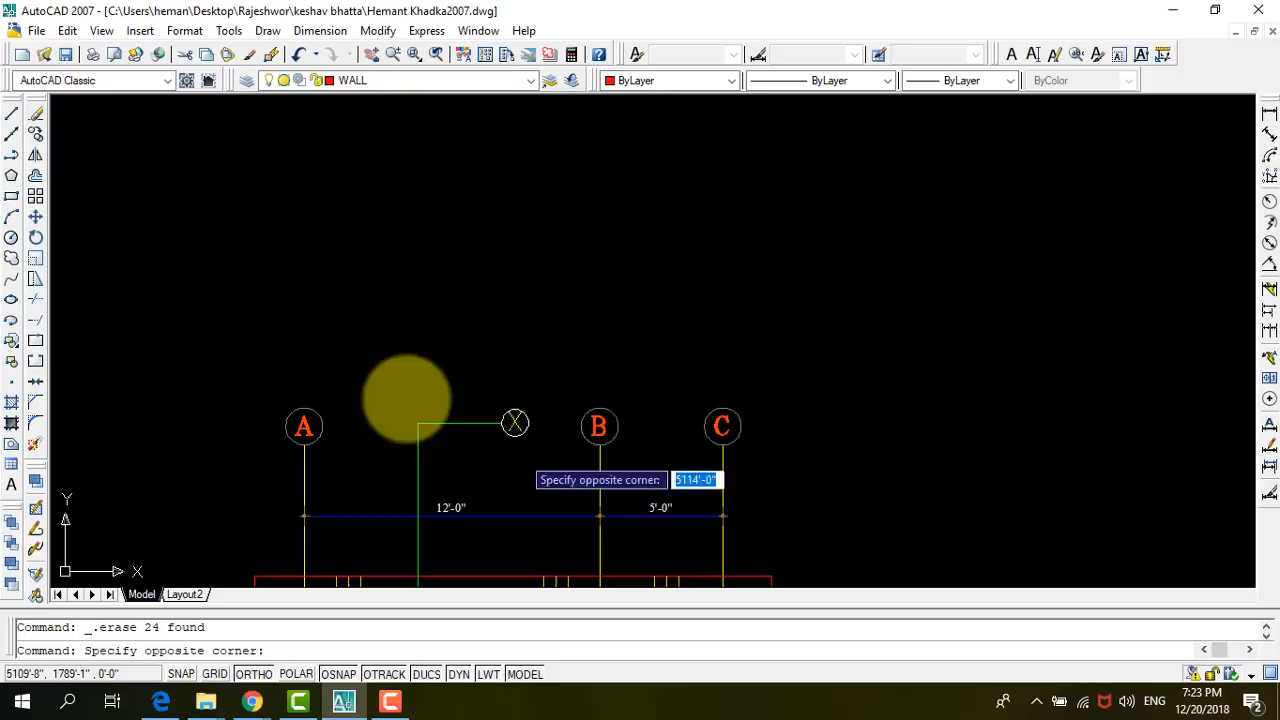 AutoCAD 2007 - [C:\Users\heman\Desktop\Rajeshwor\keshav bhatta\Hemant Khadka2007.dwg]
File Edit View Insert Format Tools Draw Dimension Modify Express Window Help
AutoCAD Classic WALL ByLayer ByLayer ByLayer ByColor
A X B C
Specify opposite corner: 5114'-0"
12'-0" 5'-0"
Y
X
Model Layout2
Command: _.erase 24 found
Command: Specify opposite corner:
5109'-8", 1789'-1", 0'-0" SNAP GRID ORTHO POLAR OSNAP OTRACK DUCS DYN LWT MODEL
ENG 7:23 PM
12/20/2018 2